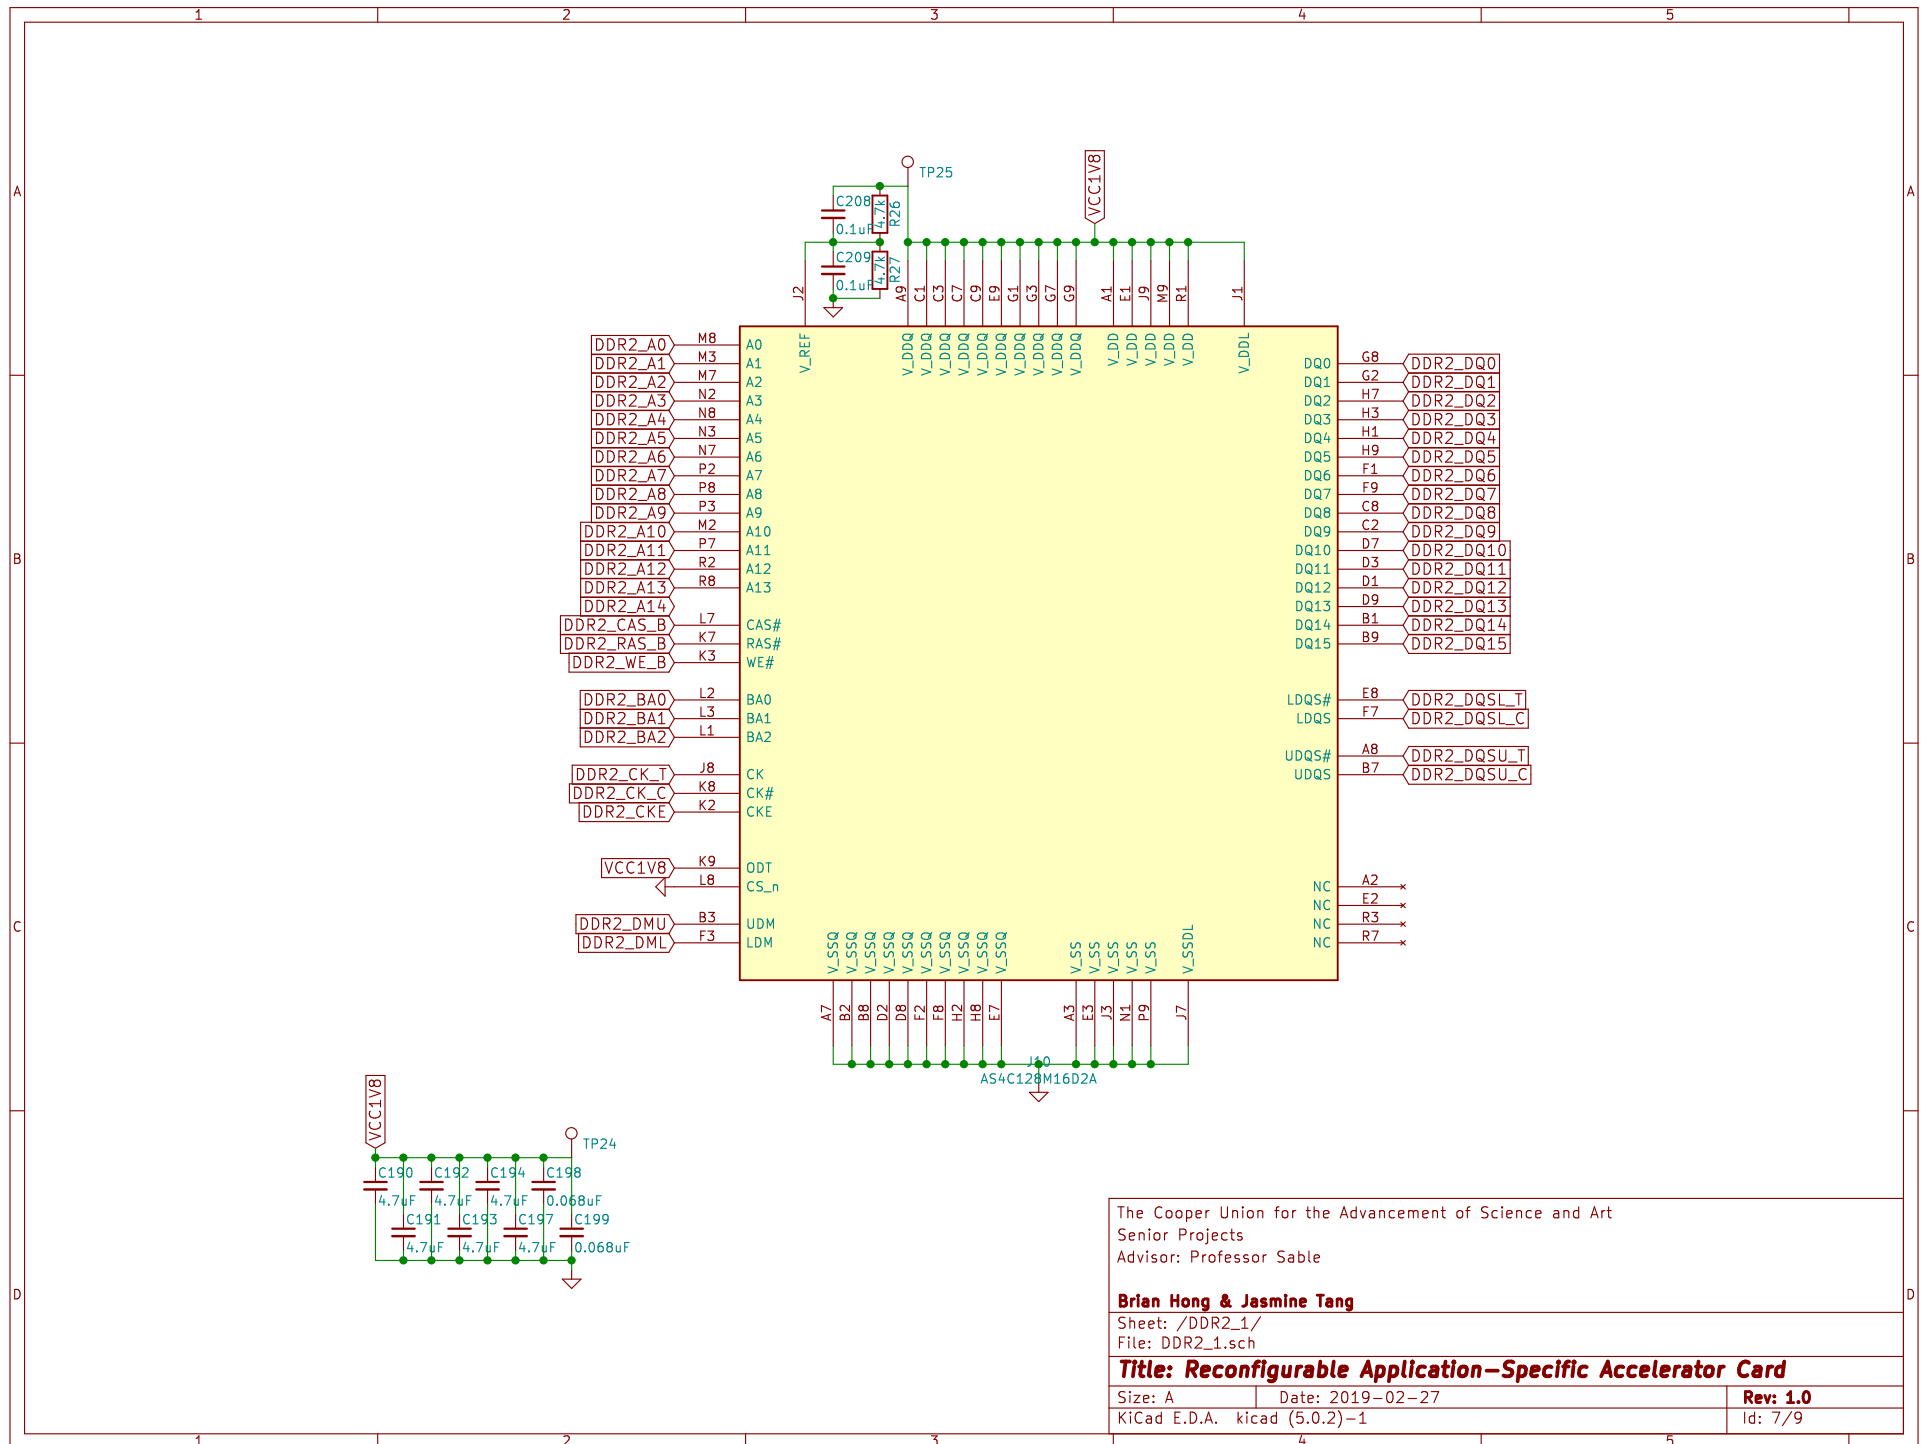 1 2 3 4 5
A A
B B
C C
D D
TP25
VCC1V8
C208
0.1uF
4.7k
R26
C209
0.1uF
4.7k
R27
J2 A9 C1 C3 C7 C9 E9 G1 G3 G7 G9 A1 E1 J9 M9 R1 J1
V_REF V_DDQ V_DDQ V_DDQ V_DDQ V_DDQ V_DDQ V_DDQ V_DDQ V_DDQ V_DDQ V_DD V_DD V_DD V_DD V_DD V_DDL
DDR2_A0 M8 A0
DDR2_A1 M3 A1
DDR2_A2 M7 A2
DDR2_A3 N2 A3
DDR2_A4 N8 A4
DDR2_A5 N3 A5
DDR2_A6 N7 A6
DDR2_A7 P2 A7
DDR2_A8 P8 A8
DDR2_A9 P3 A9
DDR2_A10 M2 A10
DDR2_A11 P7 A11
DDR2_A12 R2 A12
DDR2_A13 R8 A13
DDR2_A14
DDR2_CAS_B L7 CAS#
DDR2_RAS_B K7 RAS#
DDR2_WE_B K3 WE#
DDR2_BA0 L2 BA0
DDR2_BA1 L3 BA1
DDR2_BA2 L1 BA2
DDR2_CK_T J8 CK
DDR2_CK_C K8 CK#
DDR2_CKE K2 CKE
VCC1V8 K9 ODT
L8 CS_n
DDR2_DMU B3 UDM
DDR2_DML F3 LDM
DQ0 G8 DDR2_DQ0
DQ1 G2 DDR2_DQ1
DQ2 H7 DDR2_DQ2
DQ3 H3 DDR2_DQ3
DQ4 H1 DDR2_DQ4
DQ5 H9 DDR2_DQ5
DQ6 F1 DDR2_DQ6
DQ7 F9 DDR2_DQ7
DQ8 C8 DDR2_DQ8
DQ9 C2 DDR2_DQ9
DQ10 D7 DDR2_DQ10
DQ11 D3 DDR2_DQ11
DQ12 D1 DDR2_DQ12
DQ13 D9 DDR2_DQ13
DQ14 B1 DDR2_DQ14
DQ15 B9 DDR2_DQ15
LDQS# E8 DDR2_DQSL_T
LDQS F7 DDR2_DQSL_C
UDQS# A8 DDR2_DQSU_T
UDQS B7 DDR2_DQSU_C
NC A2
NC E2
NC R3
NC R7
V_SSQ V_SSQ V_SSQ V_SSQ V_SSQ V_SSQ V_SSQ V_SSQ V_SSQ V_SSQ V_SS V_SS V_SS V_SS V_SS V_SSDL
A7 B2 B8 D2 D8 F2 F8 H2 H8 E7 A3 E3 J3 N1 P9 J7
J10
AS4C128M16D2A
VCC1V8
TP24
C190 C192 C194 C198
4.7uF 4.7uF 4.7uF 0.068uF
C191 C193 C197 C199
4.7uF 4.7uF 4.7uF 0.068uF
The Cooper Union for the Advancement of Science and Art
Senior Projects
Advisor: Professor Sable
Brian Hong & Jasmine Tang
Sheet: /DDR2_1/
File: DDR2_1.sch
Title: Reconfigurable Application-Specific Accelerator Card
Size: A Date: 2019-02-27 Rev: 1.0
KiCad E.D.A. kicad (5.0.2)-1 Id: 7/9
1 2 3 4 5